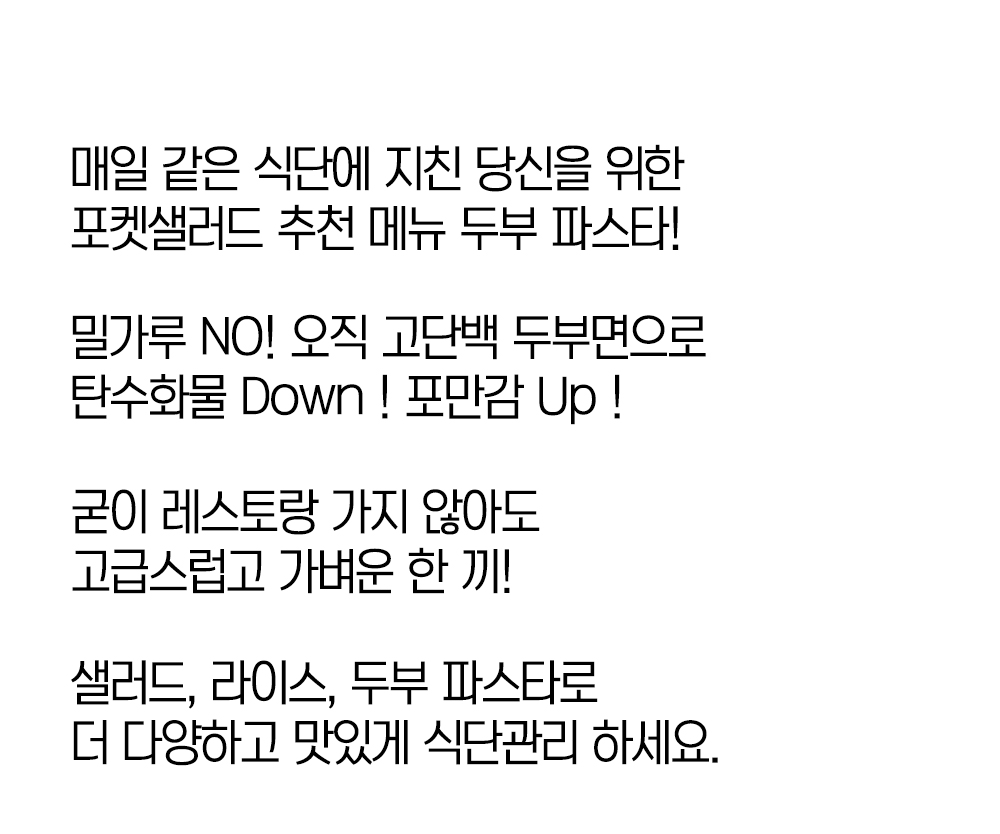 매일 같은 식단에 지친 당신을 위한
포켓샐러드 추천 메뉴 두부 파스타!
밀가루 NO! 오직 고단백 두부면으로
탄수화물 Down ! 포만감 Up !
굳이 레스토랑 가지 않아도
고급스럽고 가벼운 한 끼!
샐러드, 라이스, 두부 파스타로
더 다양하고 맛있게 식단관리 하세요.